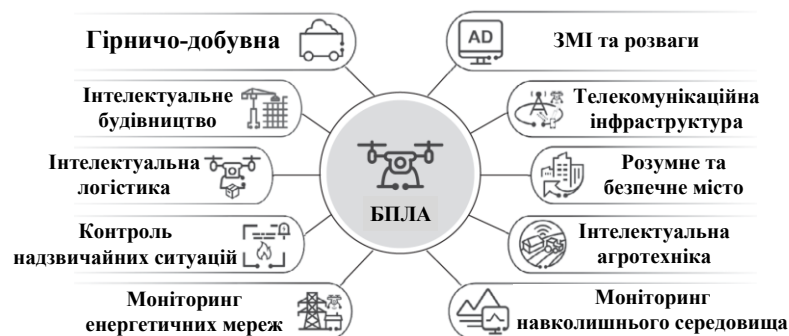 Гірничо-добувна
AD
ЗМІ та розваги
Інтелектуальне
будівництво
Телекомунікаційна
інфраструктура
Інтелектуальна
логістика
БПЛА
Розумне та
безпечне місто
Контроль
надзвичайних ситуацій
Інтелектуальна
агротехніка
Моніторинг
енергетичних мереж
Моніторинг
навколишнього середовища